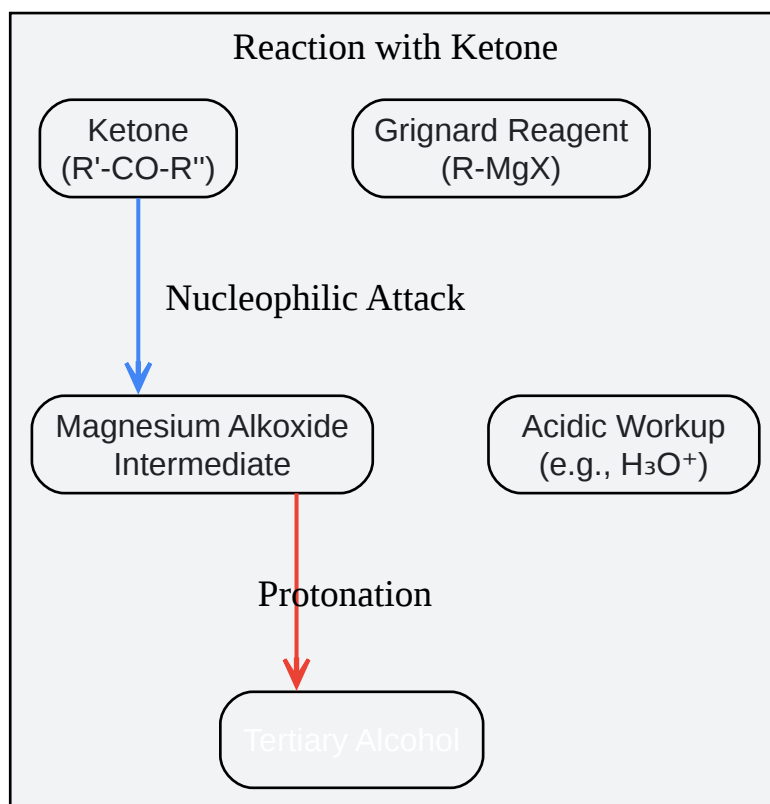 Reaction with Ketone
Ketone
(R'-CO-R")
Grignard Reagent
(R-MgX)
Nucleophilic Attack
Magnesium Alkoxide
Intermediate
Acidic Workup
(e.g., H₃O⁺)
Protonation
Tertiary Alcohol